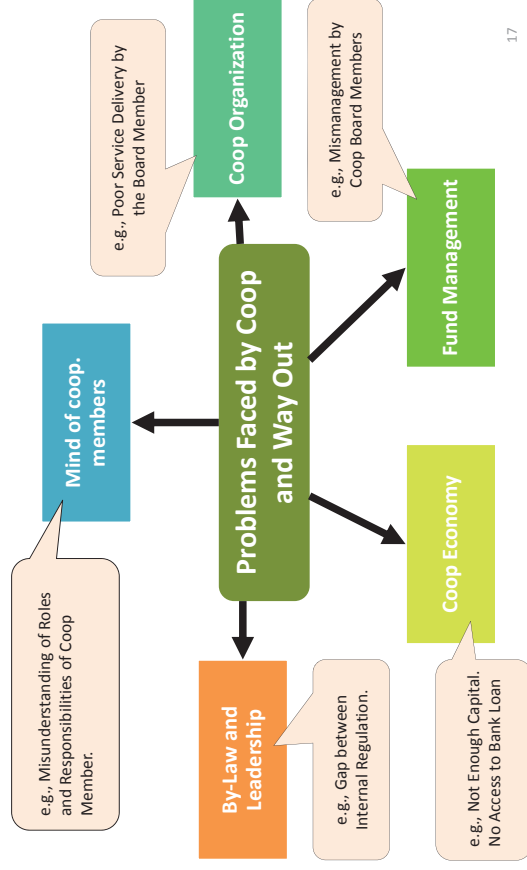 e.g., Misunderstanding of Roles
and Responsibilities of Coop
Member.
Mind of coop.
members
e.g., Poor Service Delivery by
the Board Member
By-Law and
Leadership
Problems Faced by Coop
and Way Out
Coop Organization
e.g., Gap between
Internal Regulation.
e.g., Mismanagement by
Coop Board Members
Coop Economy
Fund Management
e.g., Not Enough Capital.
No Access to Bank Loan
17